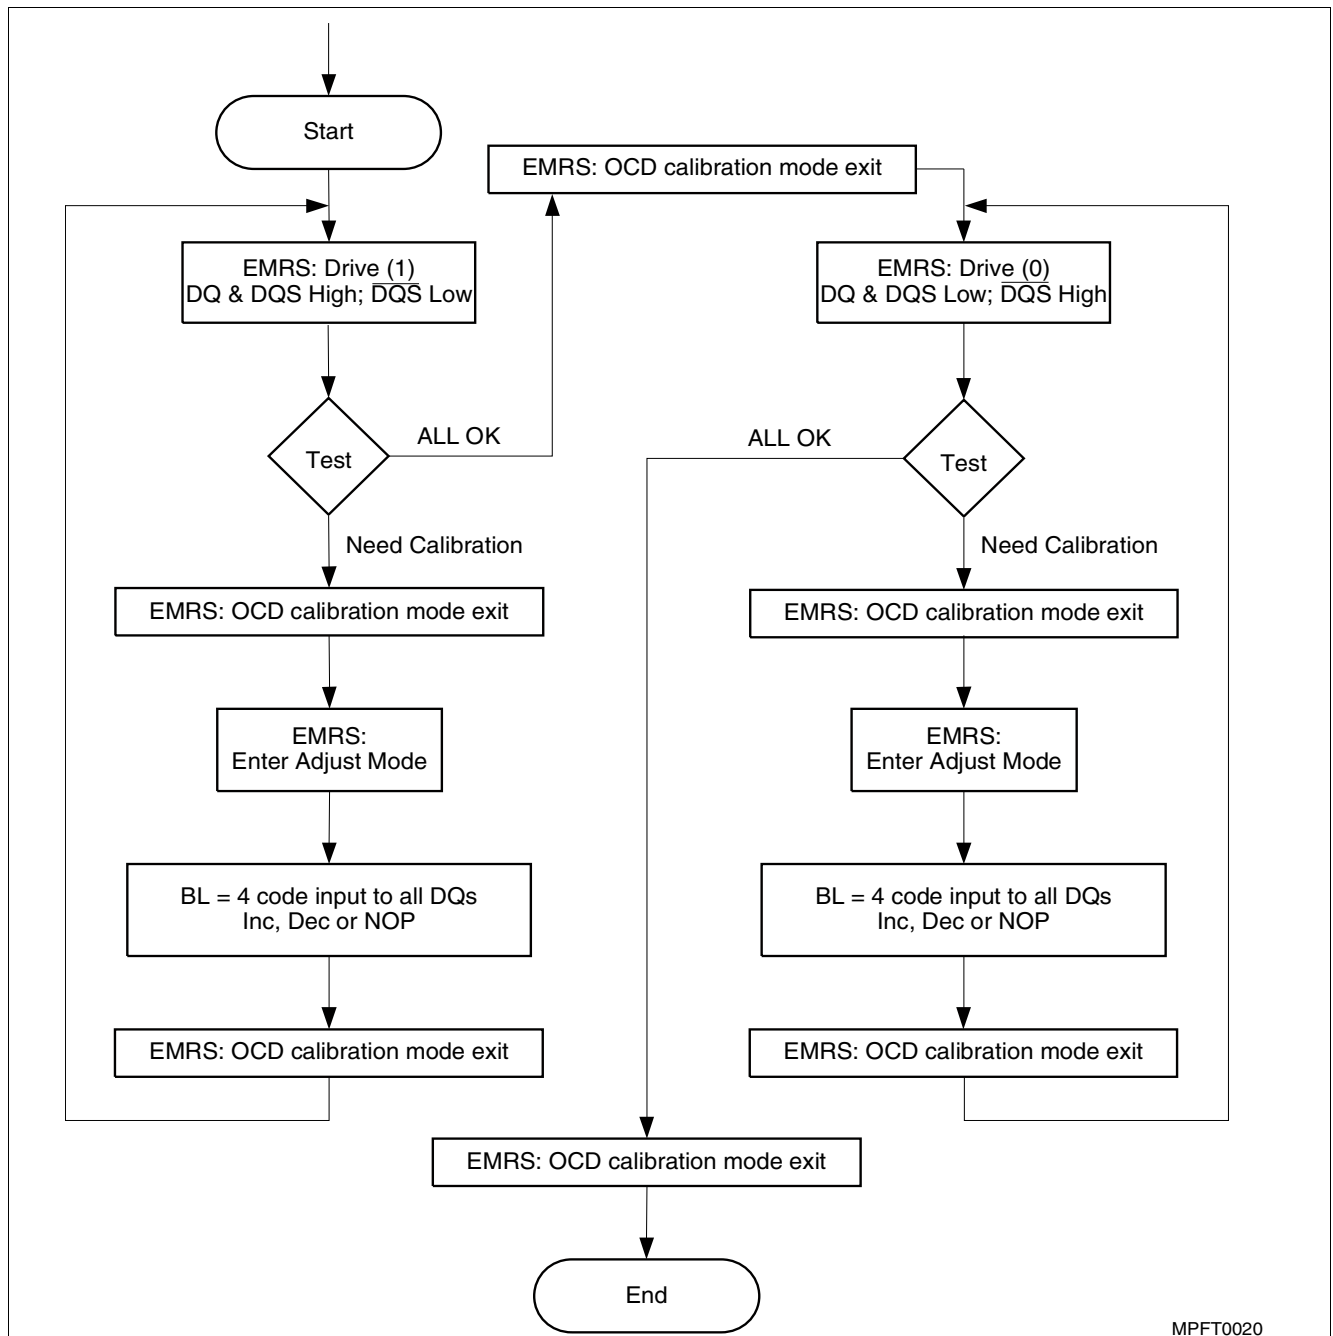 Start
EMRS: OCD calibration mode exit
EMRS: Drive (1)
DQ & DQS High; D̅Q̅S̅ Low
Test
ALL OK
Need Calibration
EMRS: OCD calibration mode exit
EMRS:
Enter Adjust Mode
BL = 4 code input to all DQs
Inc, Dec or NOP
EMRS: OCD calibration mode exit
EMRS: Drive (0)
DQ & DQS Low; D̅Q̅S̅ High
Test
ALL OK
Need Calibration
EMRS: OCD calibration mode exit
EMRS:
Enter Adjust Mode
BL = 4 code input to all DQs
Inc, Dec or NOP
EMRS: OCD calibration mode exit
EMRS: OCD calibration mode exit
End
MPFT0020